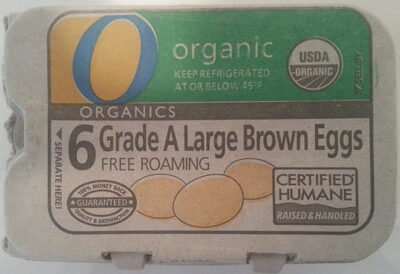 O
organic
KEEP REFRIGERATED
AT OR BELOW 45°F
USDA
ORGANIC
ORGANICS
SEPARATE HERE!
6 Grade A Large Brown Eggs
FREE ROAMING
100% MONEY BACK
GUARANTEED
QUALITY & SATISFACTION
CERTIFIED
HUMANE
RAISED & HANDLED